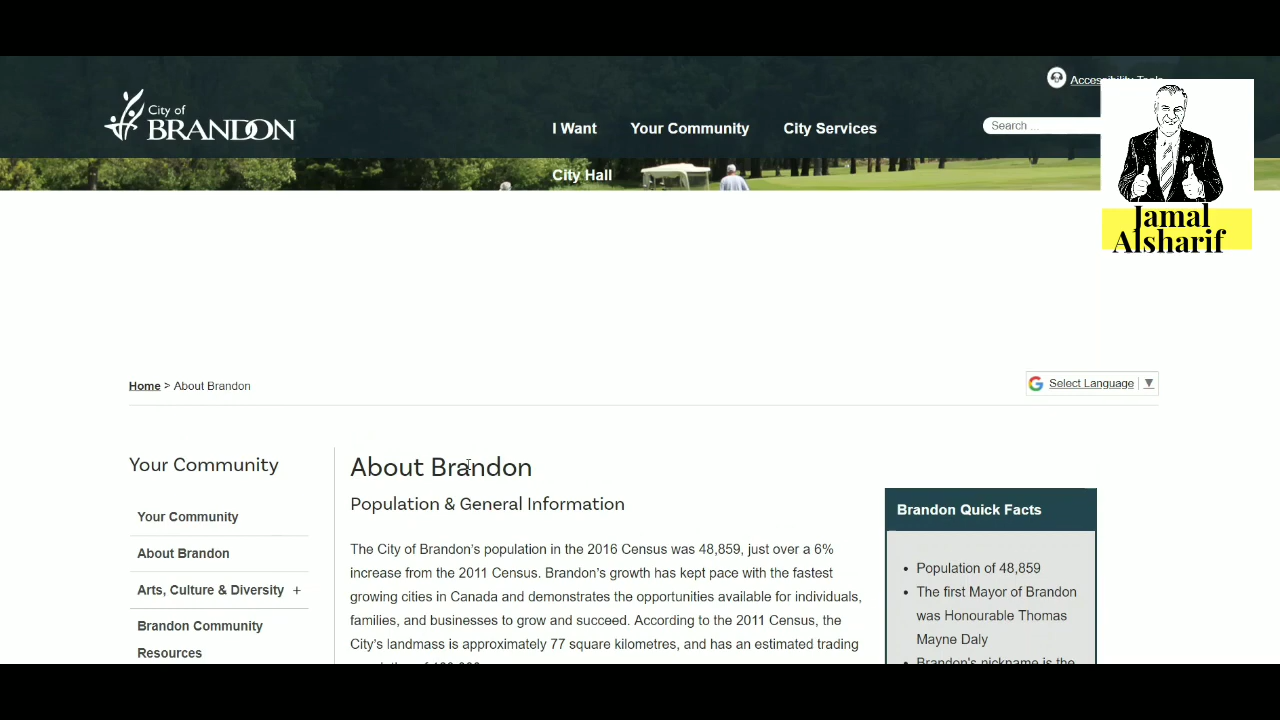 Accessibility Tools
City of
BRANDON
I Want
Your Community
City Services
City Hall
Search ...
Jamal
Alsharif
Home > About Brandon
Select Language
Your Community
Your Community
About Brandon
Arts, Culture & Diversity +
Brandon Community
Resources
About Brandon
Population & General Information
The City of Brandon's population in the 2016 Census was 48,859, just over a 6%
increase from the 2011 Census. Brandon's growth has kept pace with the fastest
growing cities in Canada and demonstrates the opportunities available for individuals,
families, and businesses to grow and succeed. According to the 2011 Census, the
City's landmass is approximately 77 square kilometres, and has an estimated trading
Brandon Quick Facts
Population of 48,859
The first Mayor of Brandon
was Honourable Thomas
Mayne Daly
Brandon's nickname is the